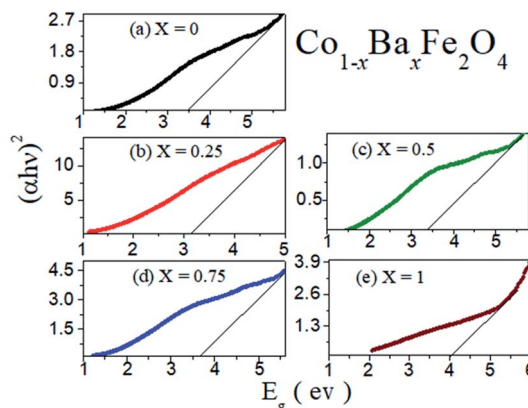 Co1-xBaxFe2O4
(a) X = 0
2.7
1.8
0.9
1 2 3 4 5
(b) X = 0.25
10
5
1 2 3 4 5
(c) X = 0.5
1.0
0.5
1 2 3 4 5
(d) X = 0.75
4.5
3.0
1.5
1 2 3 4 5
(e) X = 1
3.9
2.6
1.3
1 2 3 4 5 6
(αhν)²
Eg ( ev)